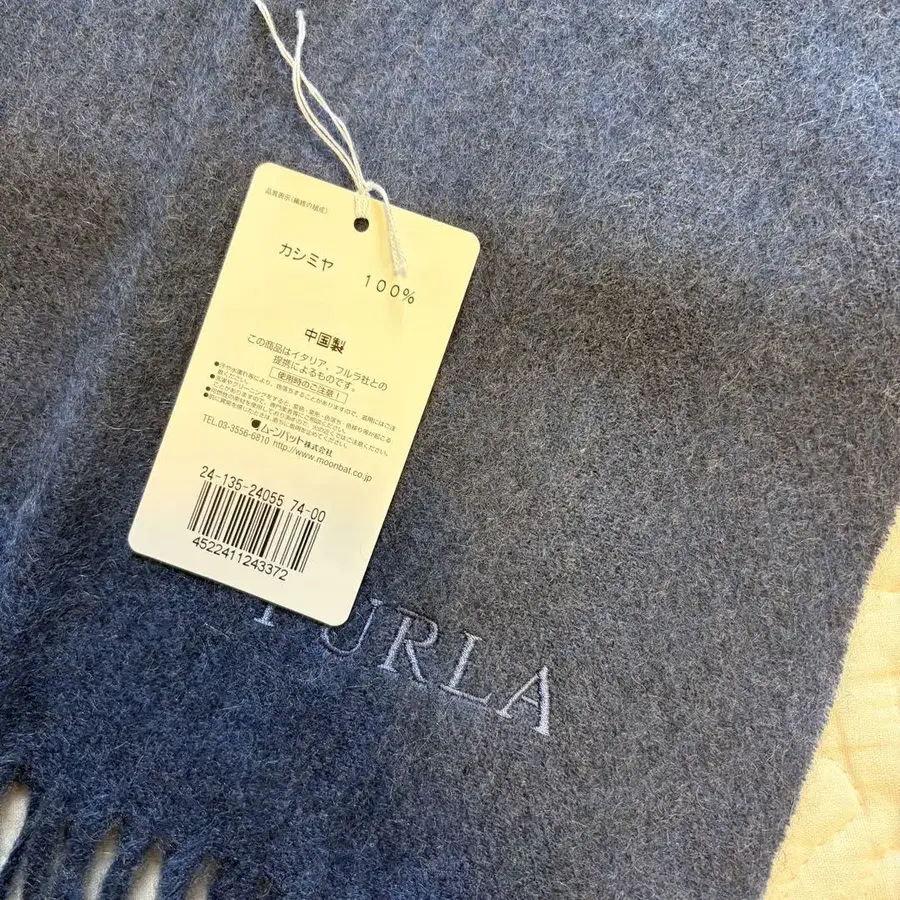 品質表示(繊維の組成)
カシミヤ
100%
中国製
この商品はイタリア、フルラ社との
提携によるものです。
使用時のご注意!
ムーンバット株式会社
TEL.03-3556-6810 http://www.moonbat.co.jp
24-135-24055 74-00
4522411243372
FURLA